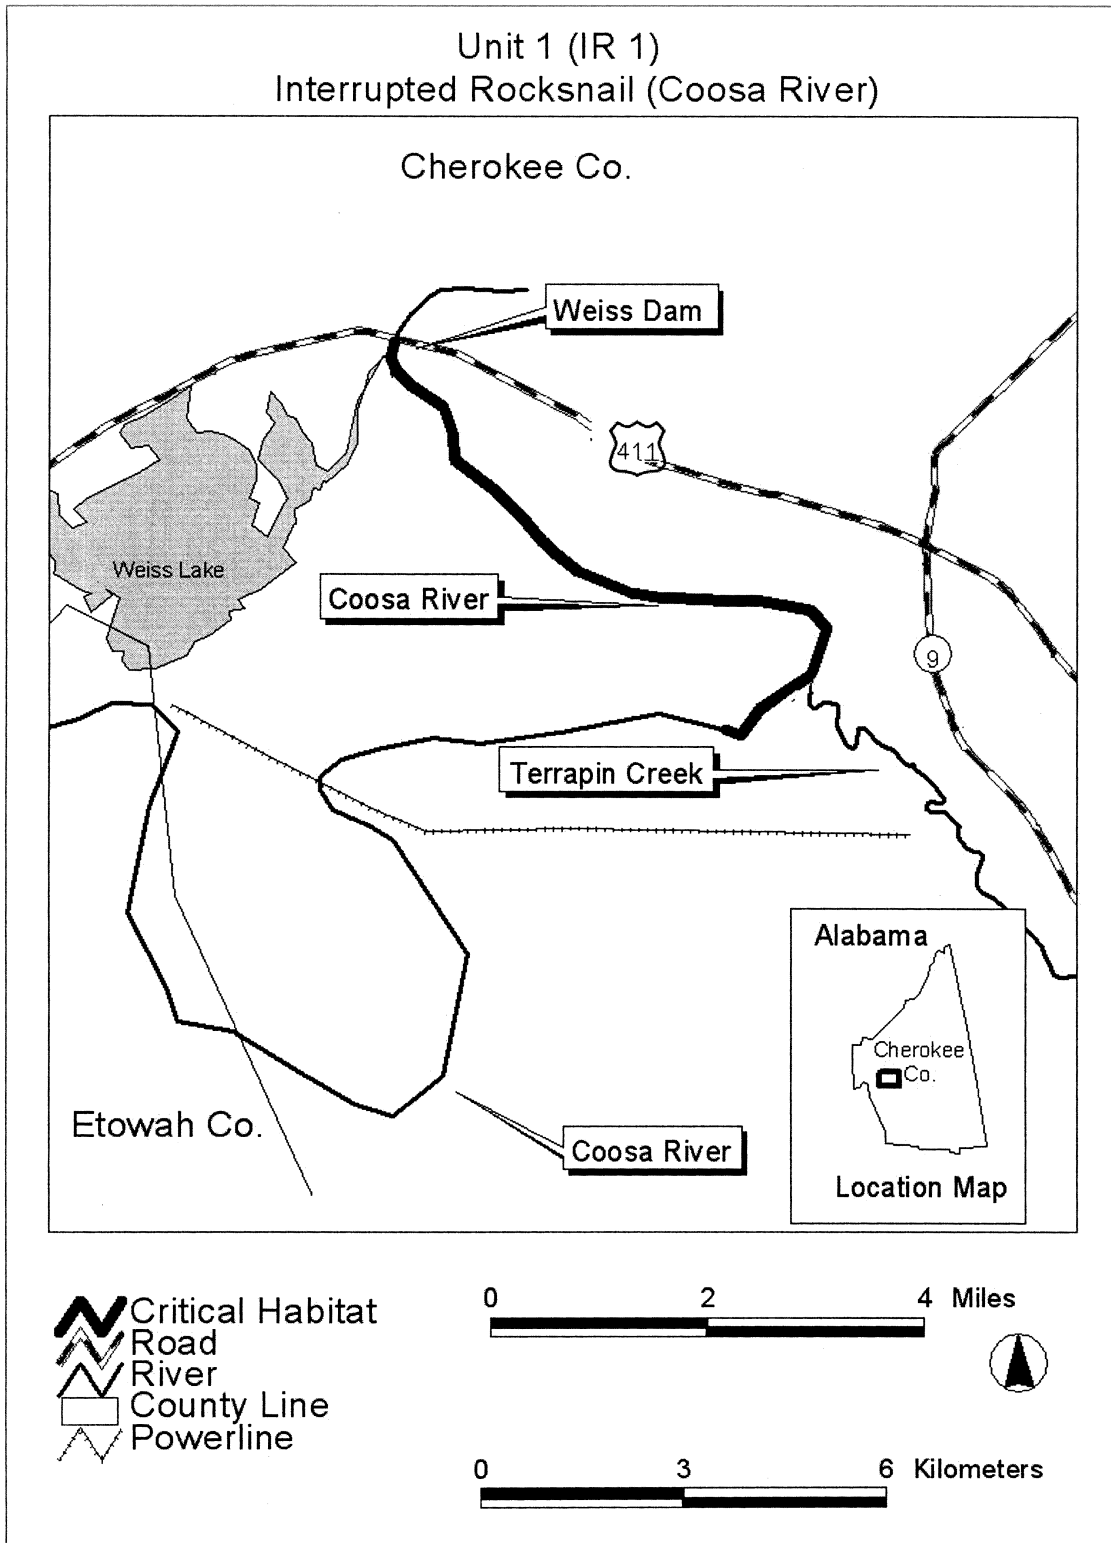 Unit 1 (IR 1)
Interrupted Rocksnail (Coosa River)
Cherokee Co.
Weiss Dam
411
Weiss Lake
Coosa River
9
Terrapin Creek
Alabama
Cherokee
Co.
Location Map
Etowah Co.
Coosa River
Critical Habitat
Road
River
County Line
Powerline
0 2 4 Miles
0 3 6 Kilometers